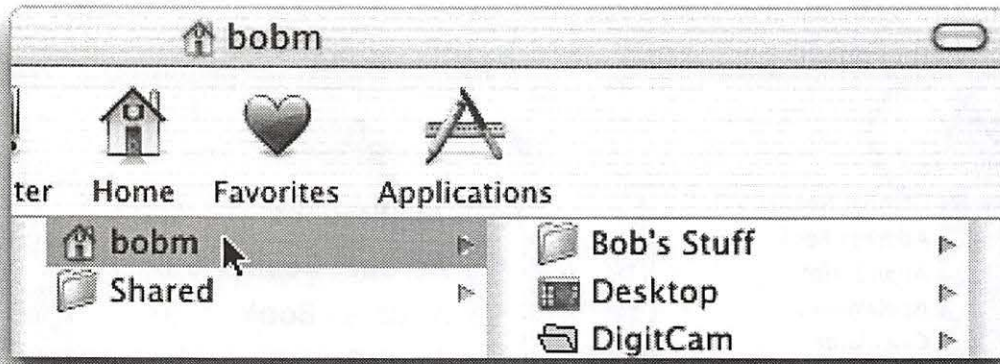 bobm
ter Home Favorites Applications
bobm
Shared
Bob's Stuff
Desktop
DigitCam